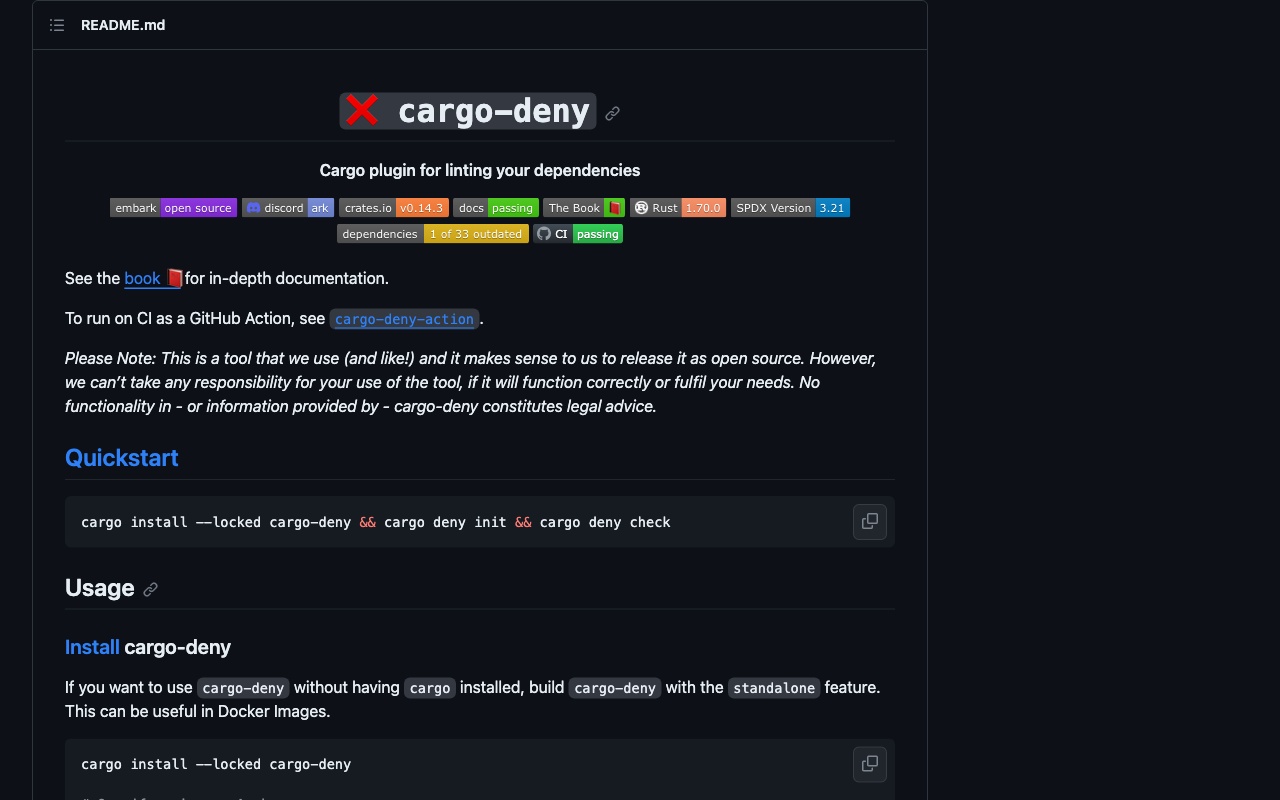 README.md
❌ cargo-deny
Cargo plugin for linting your dependencies
embark open source discord ark crates.io v0.14.3 docs passing The Book 📕 Rust 1.70.0 SPDX Version 3.21
dependencies 1 of 33 outdated CI passing
See the book 📕for in-depth documentation.
To run on CI as a GitHub Action, see cargo-deny-action.
Please Note: This is a tool that we use (and like!) and it makes sense to us to release it as open source. However,
we can’t take any responsibility for your use of the tool, if it will function correctly or fulfil your needs. No
functionality in - or information provided by - cargo-deny constitutes legal advice.
Quickstart
cargo install --locked cargo-deny && cargo deny init && cargo deny check
Usage
Install cargo-deny
If you want to use cargo-deny without having cargo installed, build cargo-deny with the standalone feature.
This can be useful in Docker Images.
cargo install --locked cargo-deny